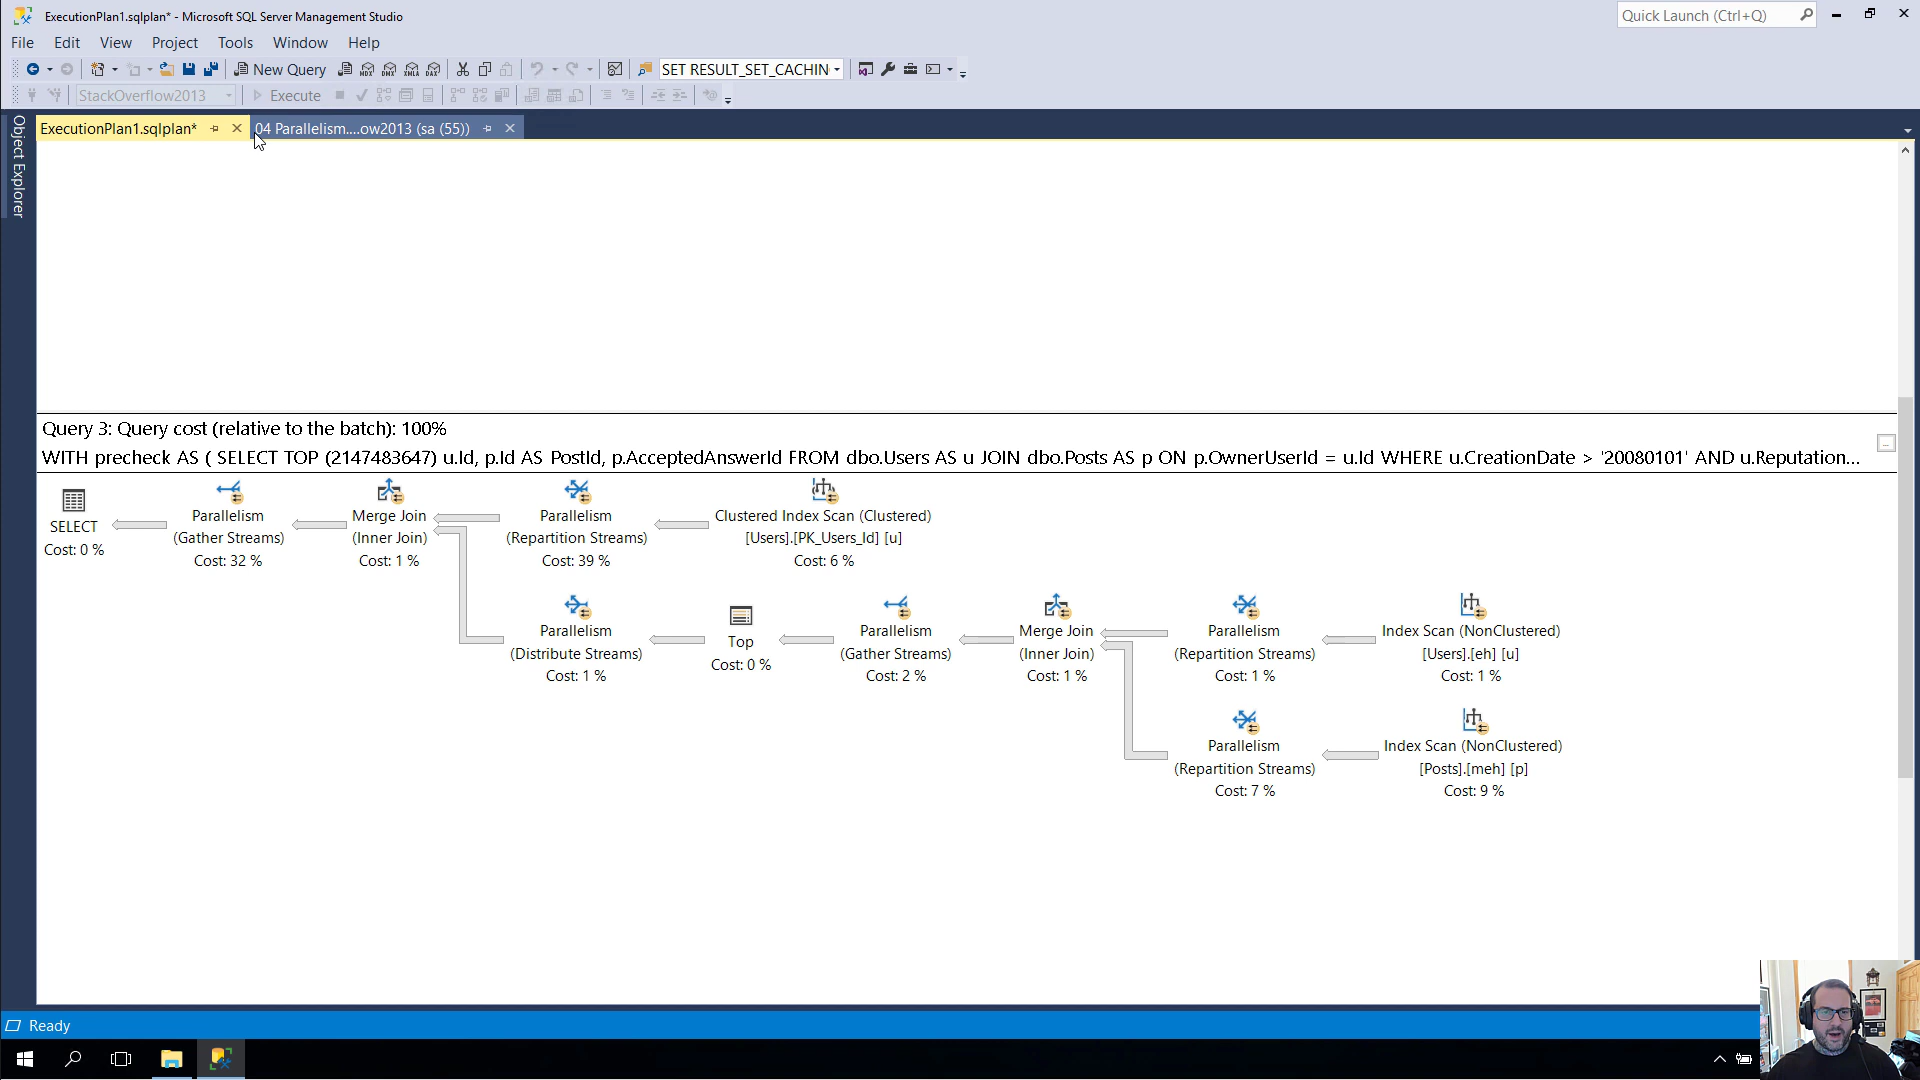 ExecutionPlan1.sqlplan* - Microsoft SQL Server Management Studio
Quick Launch (Ctrl+Q)
File Edit View Project Tools Window Help
New Query
MDX DMX XMLA DAX
SET RESULT_SET_CACHIN
StackOverflow2013
Execute
Object Explorer
ExecutionPlan1.sqlplan*
04 Parallelism....ow2013 (sa (55))
Query 3: Query cost (relative to the batch): 100%
WITH precheck AS ( SELECT TOP (2147483647) u.Id, p.Id AS PostId, p.AcceptedAnswerId FROM dbo.Users AS u JOIN dbo.Posts AS p ON p.OwnerUserId = u.Id WHERE u.CreationDate > '20080101' AND u.Reputation...
...
SELECT
Cost: 0 %
Parallelism
(Gather Streams)
Cost: 32 %
Merge Join
(Inner Join)
Cost: 1 %
Parallelism
(Repartition Streams)
Cost: 39 %
Clustered Index Scan (Clustered)
[Users].[PK_Users_Id] [u]
Cost: 6 %
Parallelism
(Distribute Streams)
Cost: 1 %
Top
Cost: 0 %
Parallelism
(Gather Streams)
Cost: 2 %
Merge Join
(Inner Join)
Cost: 1 %
Parallelism
(Repartition Streams)
Cost: 1 %
Index Scan (NonClustered)
[Users].[eh] [u]
Cost: 1 %
Parallelism
(Repartition Streams)
Cost: 7 %
Index Scan (NonClustered)
[Posts].[meh] [p]
Cost: 9 %
Ready